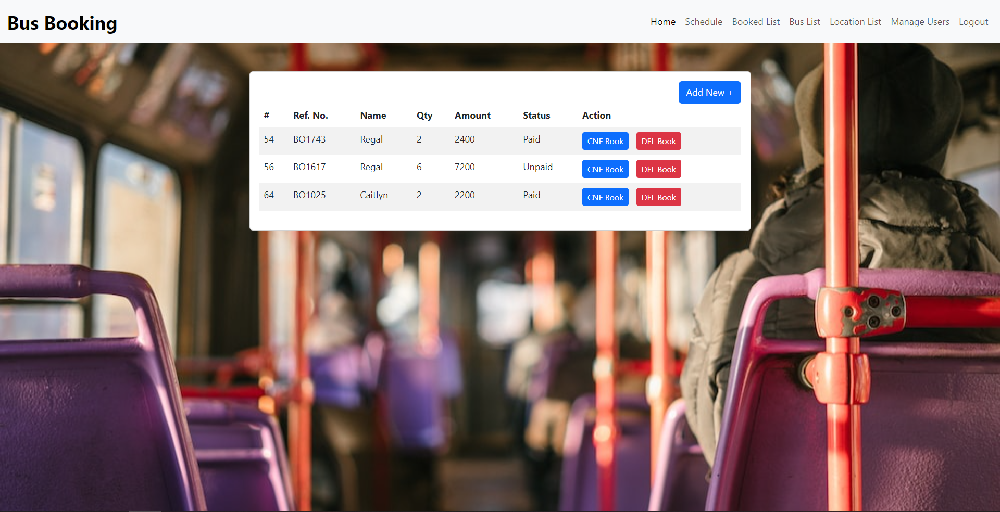 Bus Booking
Home Schedule Booked List Bus List Location List Manage Users Logout
Add New +
# Ref. No. Name Qty Amount Status Action
54 BO1743 Regal 2 2400 Paid CNF Book DEL Book
56 BO1617 Regal 6 7200 Unpaid CNF Book DEL Book
64 BO1025 Caitlyn 2 2200 Paid CNF Book DEL Book